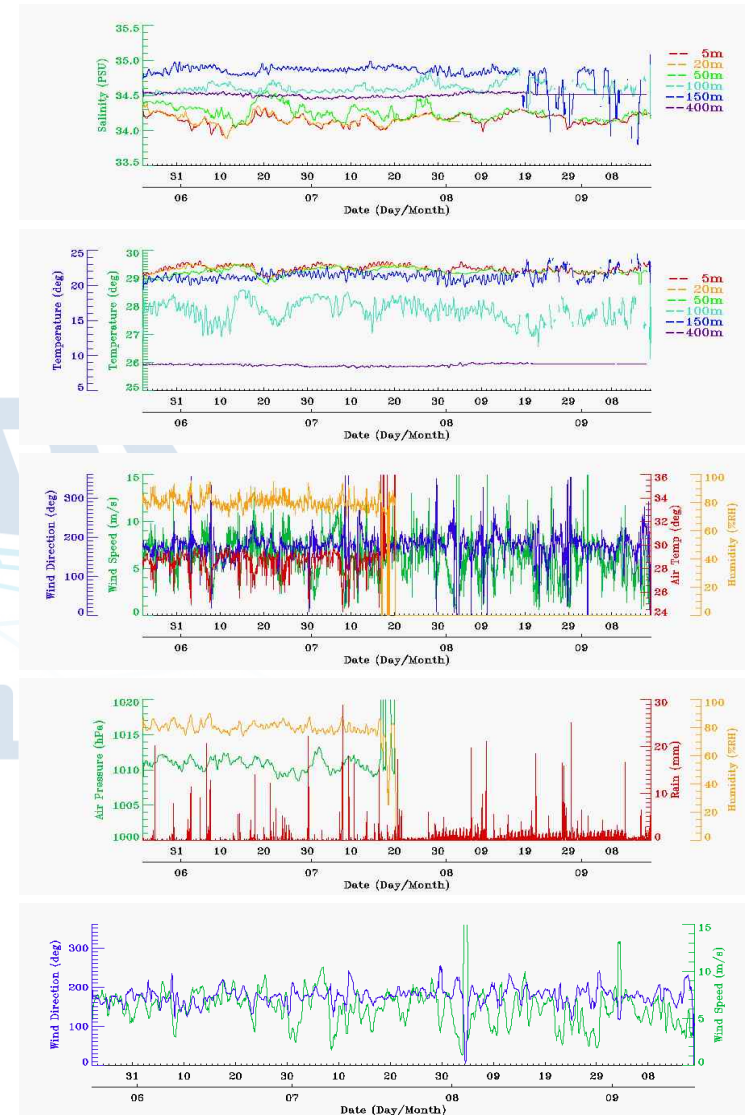 35.5
35.0
34.5
34.0
33.5
Salinity (PSU)
5m
20m
50m
100m
150m
400m
31 10 20 30 10 20 30 09 19 29 08
06 07 08 09
Date (Day/Month)
25
20
15
10
5
Temperature (deg)
30
29
28
27
26
25
Temperature (deg)
5m
20m
50m
100m
150m
400m
31 10 20 30 10 20 30 09 19 29 08
06 07 08 09
Date (Day/Month)
300
200
100
0
Wind Direction (deg)
15
10
5
0
Wind Speed (m/s)
36
34
32
30
28
26
24
Air Temp (deg)
100
80
60
40
20
0
Humidity (%RH)
31 10 20 30 10 20 30 09 19 29 08
06 07 08 09
Date (Day/Month)
1020
1015
1010
1005
1000
Air Pressure (hPa)
30
20
10
0
Rain (mm)
100
80
60
40
20
0
Humidity (%RH)
31 10 20 30 10 20 30 09 19 29 08
06 07 08 09
Date (Day/Month)
300
200
100
0
Wind Direction (deg)
15
10
5
0
Wind Speed (m/s)
31 10 20 30 10 20 30 09 19 29 08
06 07 08 09
Date (Day/Month)